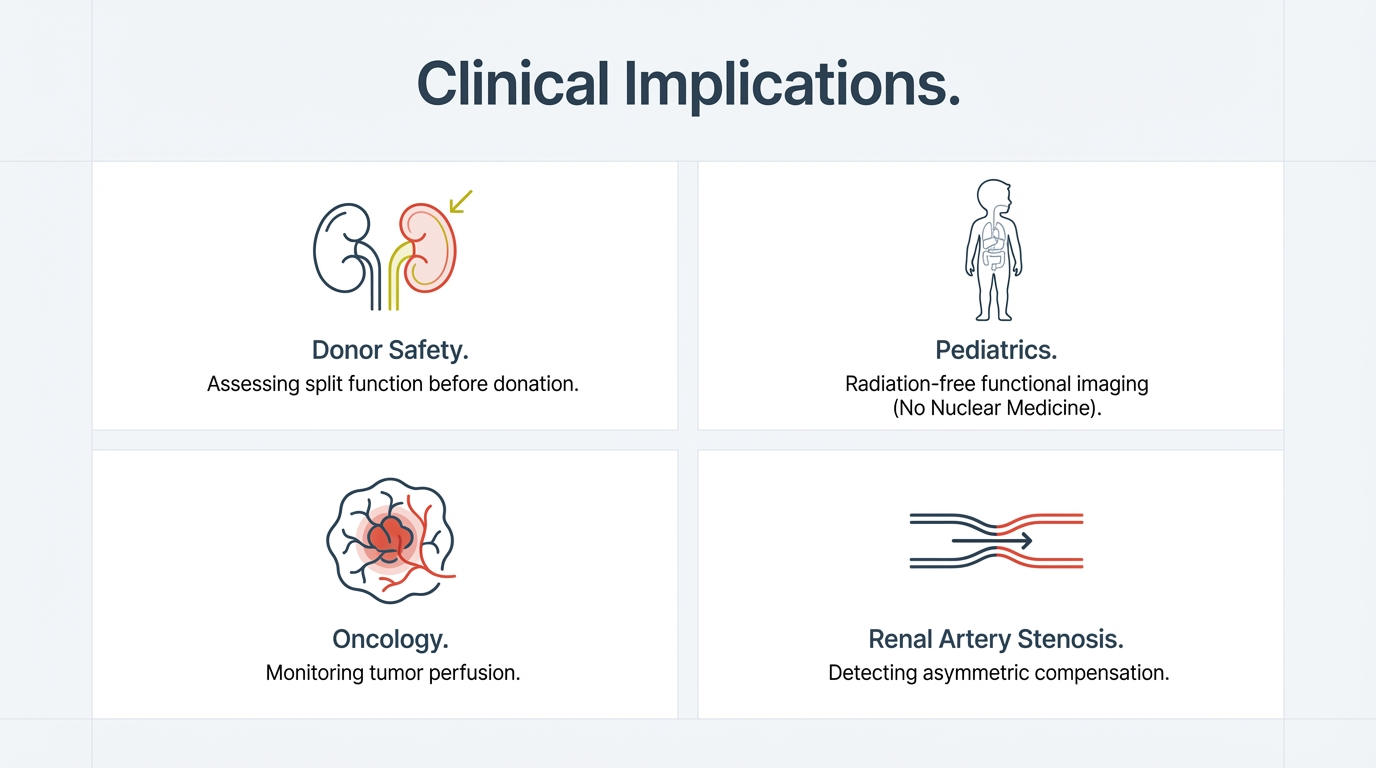 Clinical Implications.
Donor Safety.
Assessing split function before donation.
Pediatrics.
Radiation-free functional imaging
(No Nuclear Medicine).
Oncology.
Monitoring tumor perfusion.
Renal Artery Stenosis.
Detecting asymmetric compensation.